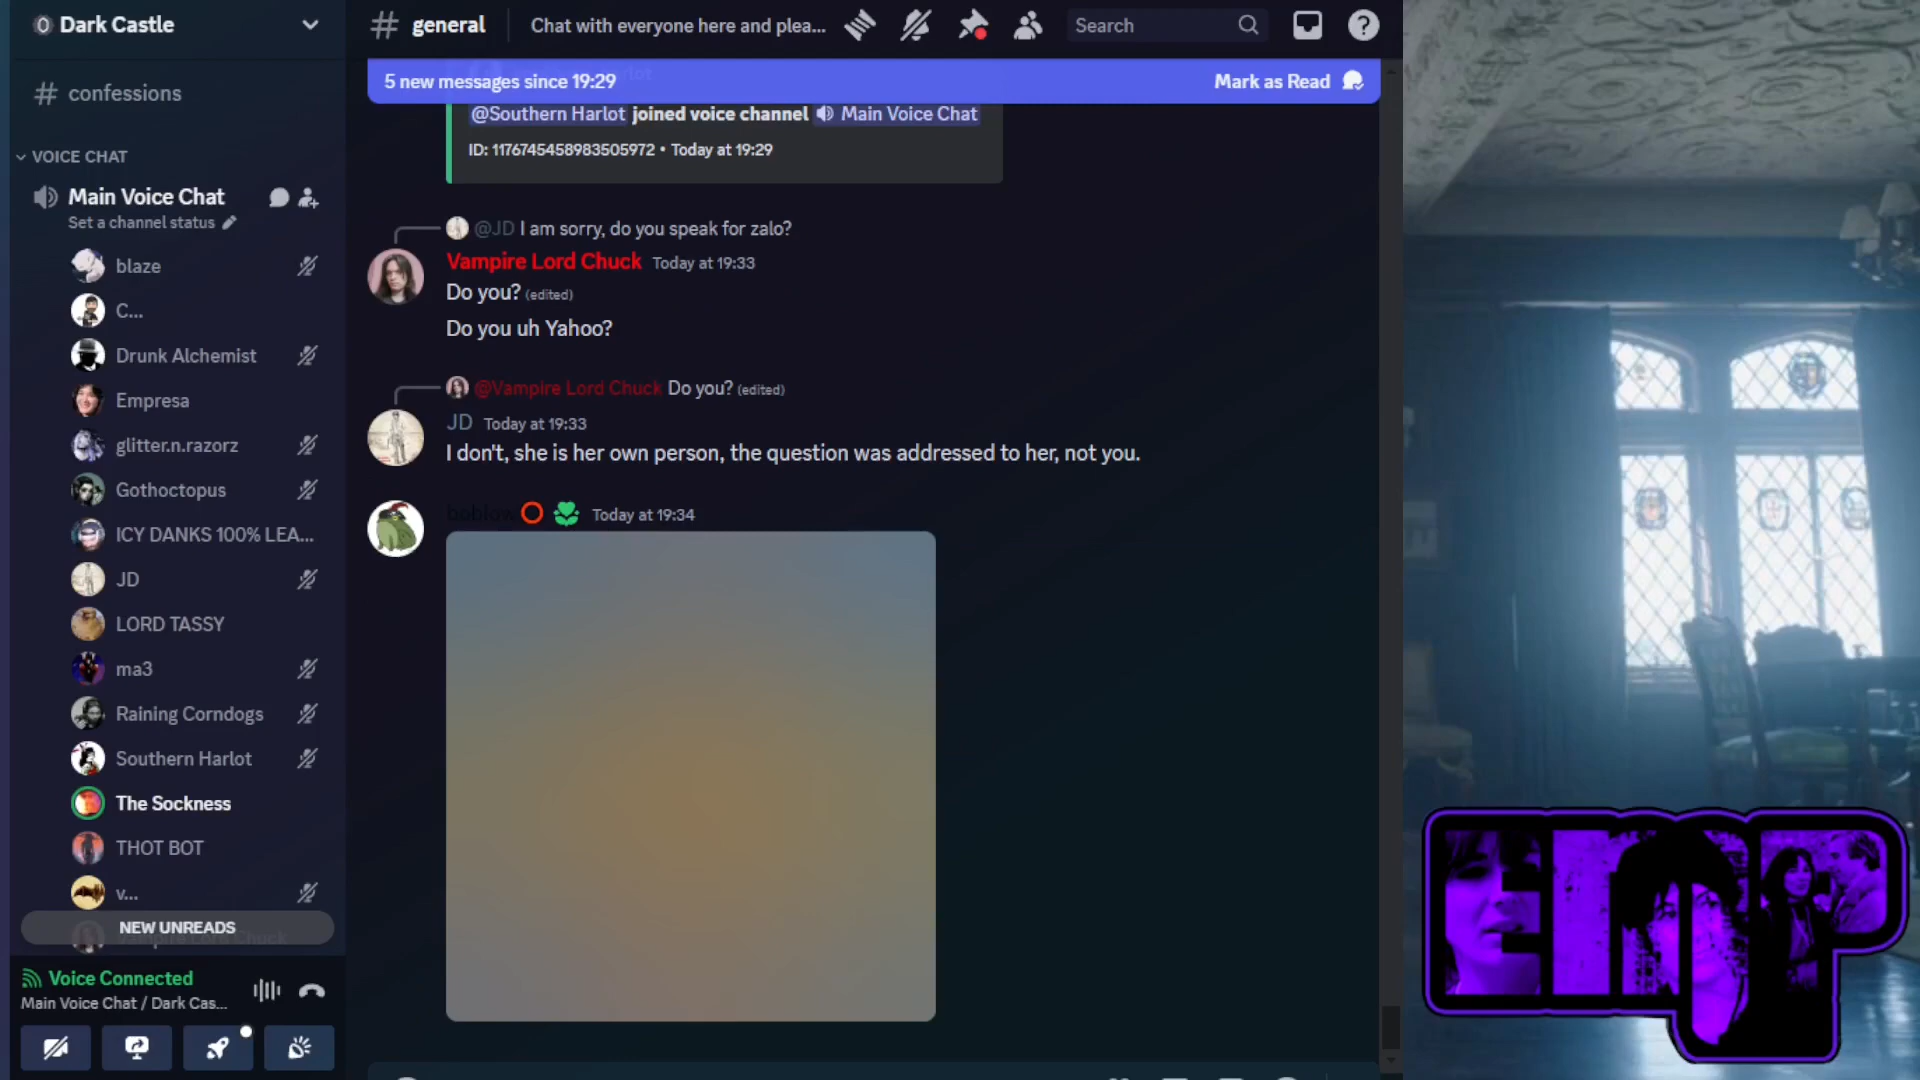 Dark Castle
confessions
VOICE CHAT
Main Voice Chat
Set a channel status
blaze
C...
Drunk Alchemist
Empresa
glitter.n.razorz
Gothoctopus
ICY DANKS 100% LEA...
JD
LORD TASSY
ma3
Raining Corndogs
Southern Harlot
The Sockness
THOT BOT
v...
NEW UNREADS
Vampire Lord Chuck
Voice Connected
Main Voice Chat / Dark Cas...
general
Chat with everyone here and plea...
Search
5 new messages since 19:29
Mark as Read
@Southern Harlot joined voice channel Main Voice Chat
ID: 1176745458983505972 • Today at 19:29
@JD I am sorry, do you speak for zalo?
Vampire Lord Chuck Today at 19:33
Do you? (edited)
Do you uh Yahoo?
@Vampire Lord Chuck Do you? (edited)
JD Today at 19:33
I don't, she is her own person, the question was addressed to her, not you.
Today at 19:34
EMP